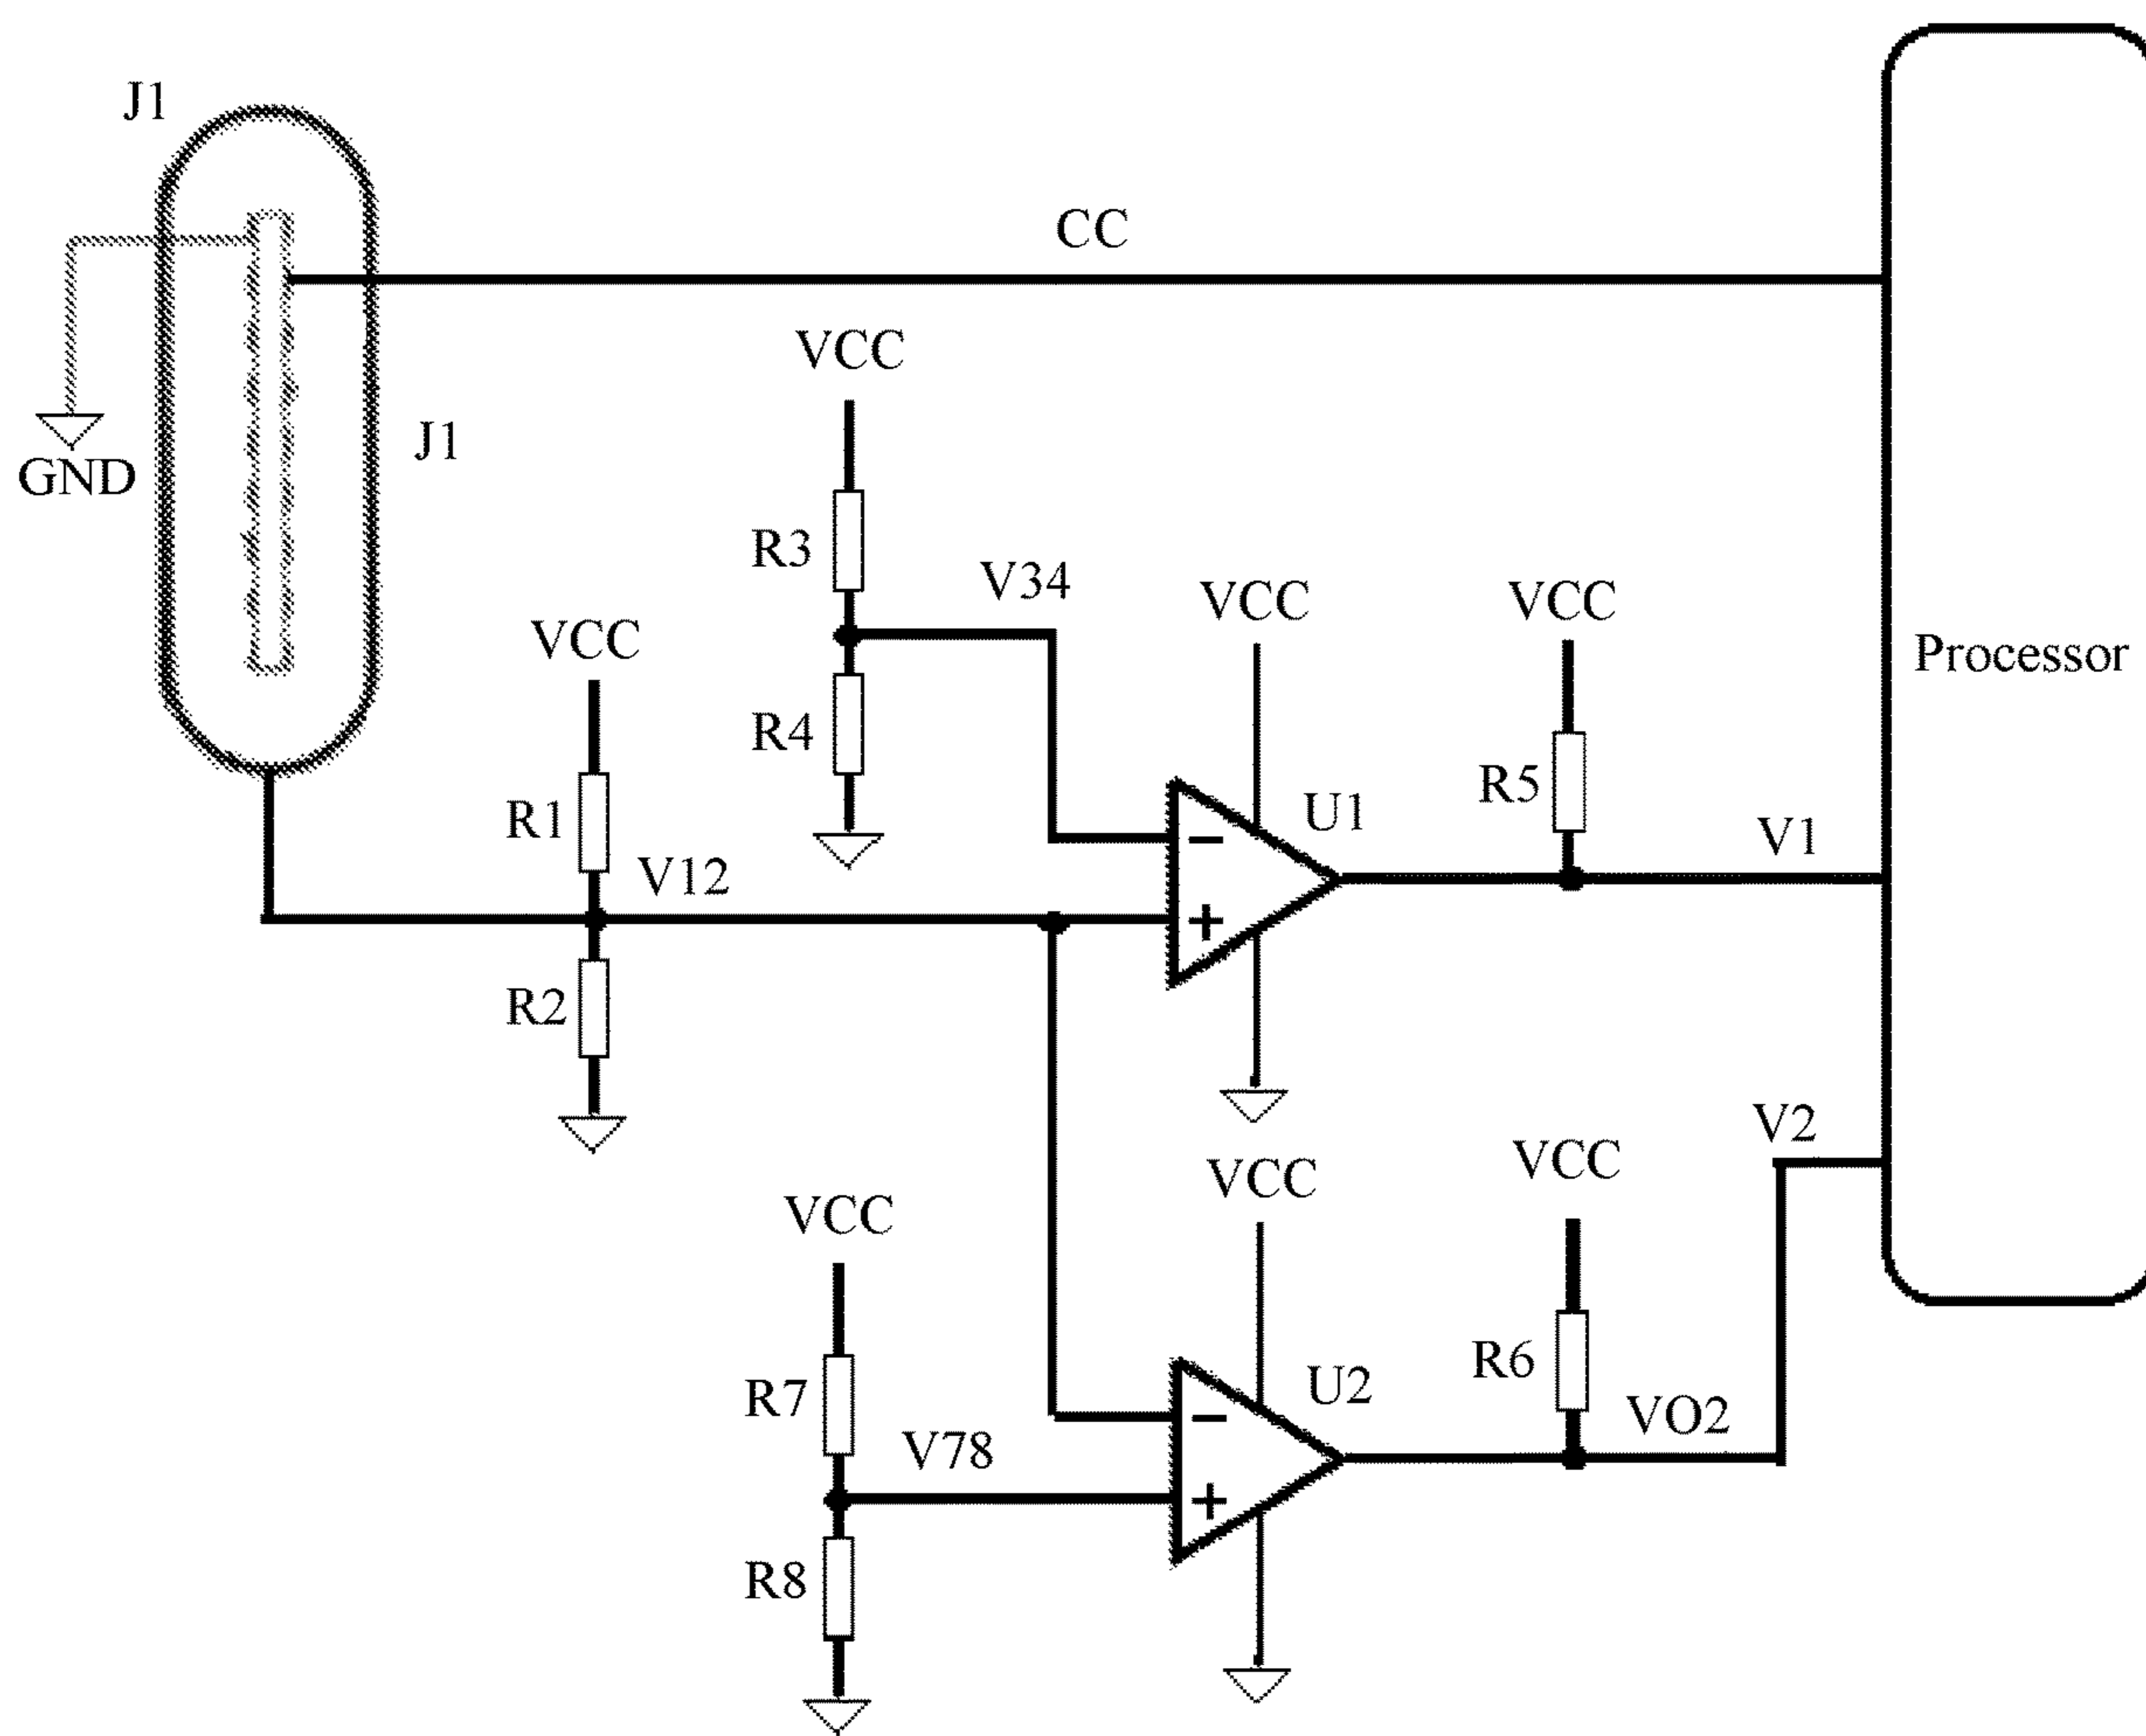 J1
CC
VCC
J1
GND
R3
V34
VCC
VCC
VCC
Processor
R4
R5
R1
U1
V1
V12
−
+
R2
V2
VCC
VCC
VCC
R6
R7
U2
VO2
−
V78
+
R8